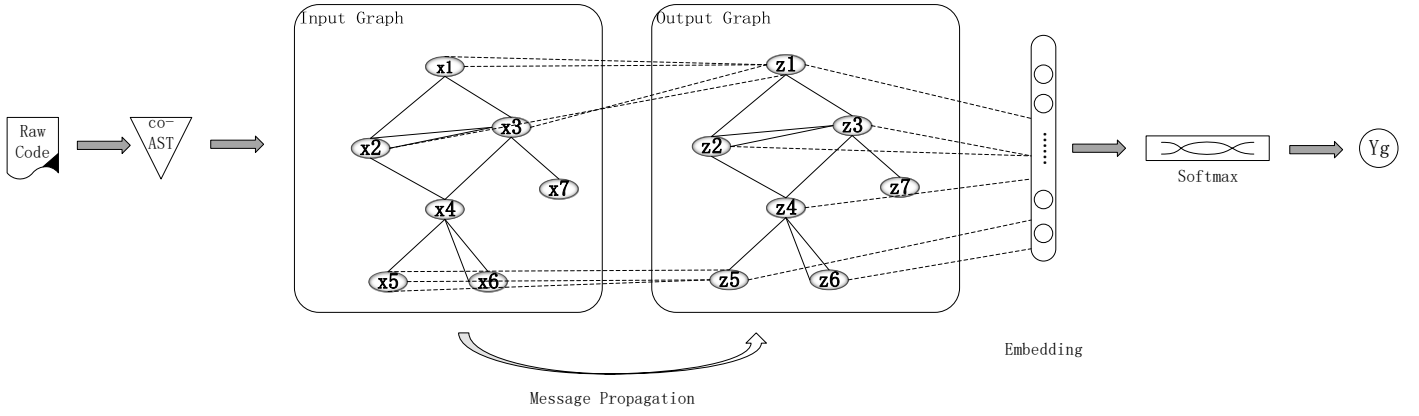 Input Graph
Output Graph
Raw
Code
co-
AST
x1
x2
x3
x7
x4
x5
x6
z1
z2
z3
z7
z4
z5
z6
Softmax
Yg
Embedding
Message Propagation